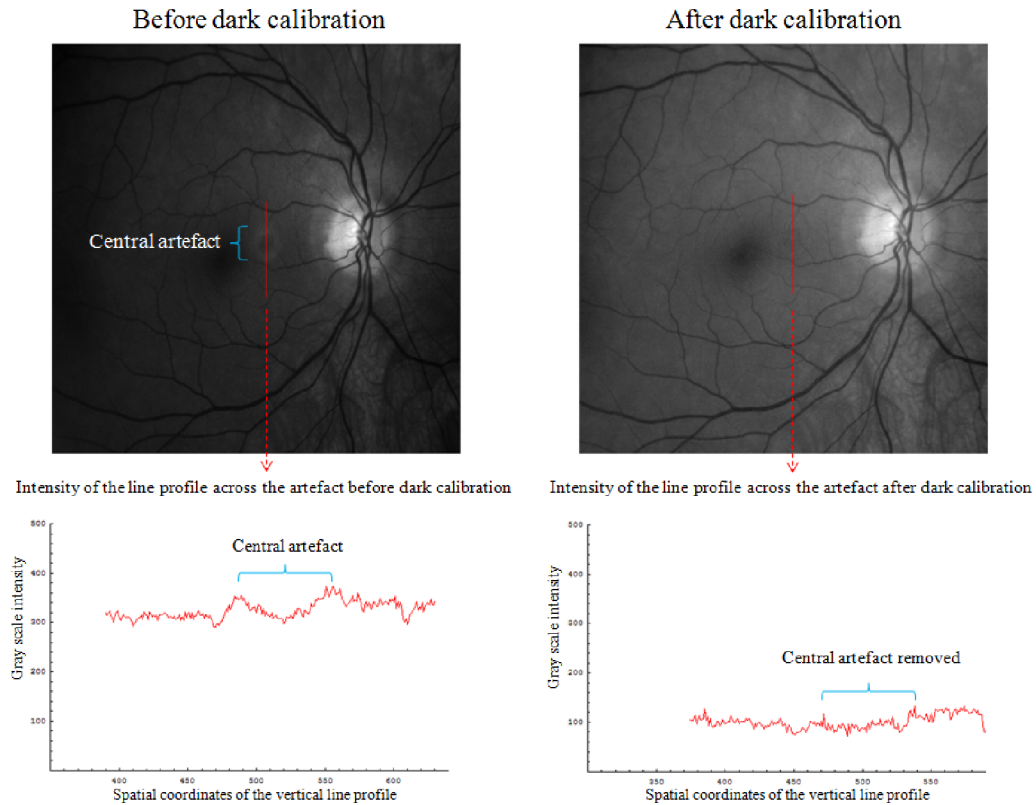 Before dark calibration
After dark calibration
Central artefact
Intensity of the line profile across the artefact before dark calibration
Intensity of the line profile across the artefact after dark calibration
Gray scale intensity
500
400
300
200
100
Central artefact
400
450
500
550
600
Spatial coordinates of the vertical line profile
Gray scale intensity
500
400
300
200
100
Central artefact removed
350
400
450
500
550
Spatial coordinates of the vertical line profile